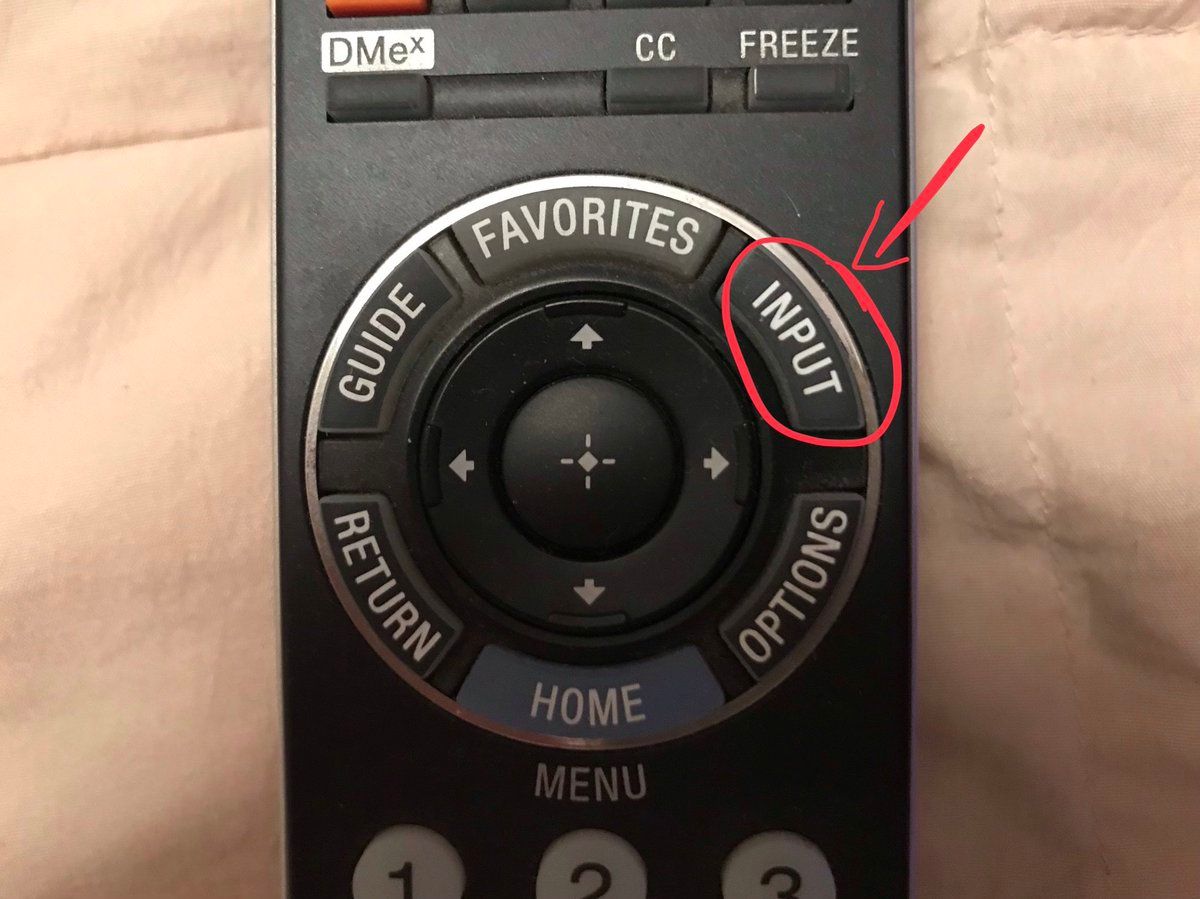 DMeˣ CC FREEZE
FAVORITES
GUIDE
INPUT
RETURN
OPTIONS
HOME
MENU
1 2 3